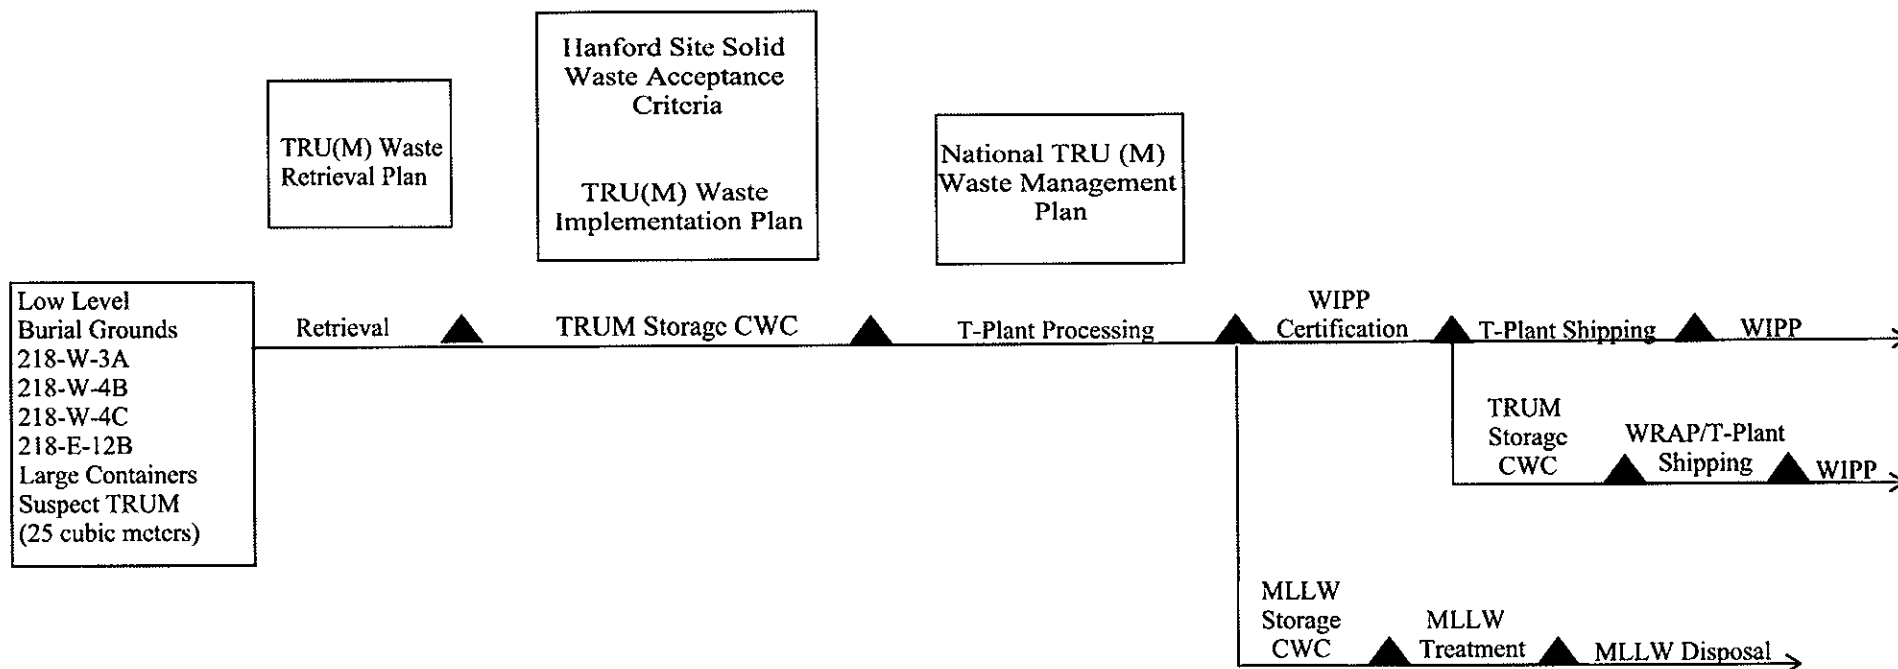 Hanford Site Solid
Waste Acceptance
Criteria
TRU(M) Waste
Implementation Plan
TRU(M) Waste
Retrieval Plan
National TRU (M)
Waste Management
Plan
Low Level
Burial Grounds
218-W-3A
218-W-4B
218-W-4C
218-E-12B
Large Containers
Suspect TRUM
(25 cubic meters)
Retrieval
TRUM Storage CWC
T-Plant Processing
WIPP
Certification
T-Plant Shipping
WIPP
TRUM
Storage
CWC
WRAP/T-Plant
Shipping
WIPP
MLLW
Storage
CWC
MLLW
Treatment
MLLW Disposal